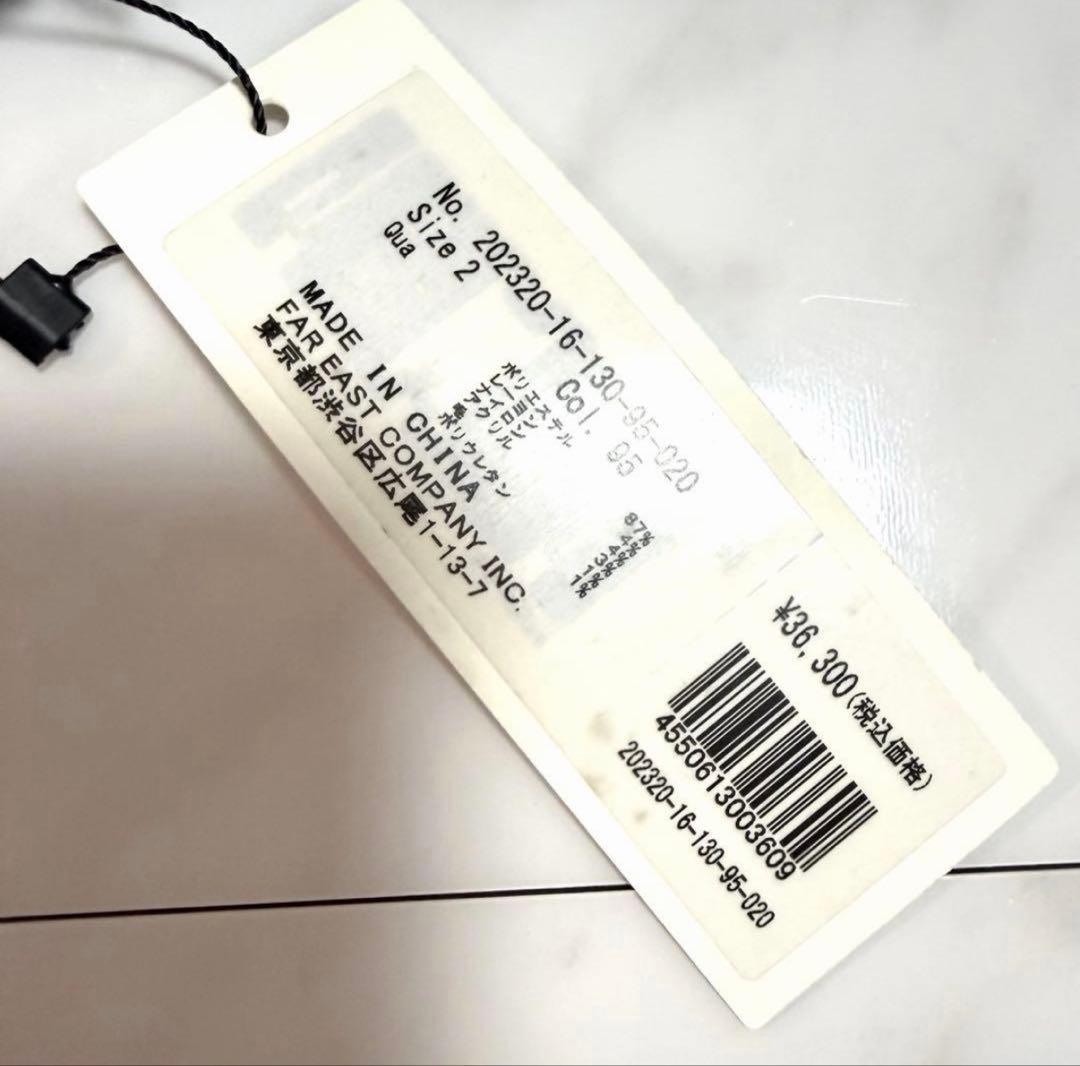 No. 202320-16-130-95-020
Size 2 Col. 95
Qua
ポリエステル 87%
レーヨン 4%
ナイロン 4%
アクリル 3%
ポリウレタン 1%
1%
MADE IN CHINA
FAR EAST COMPANY INC.
東京都渋谷区広尾1-13-7
¥36,300(税込価格)
4550613003609
202320-16-130-95-020